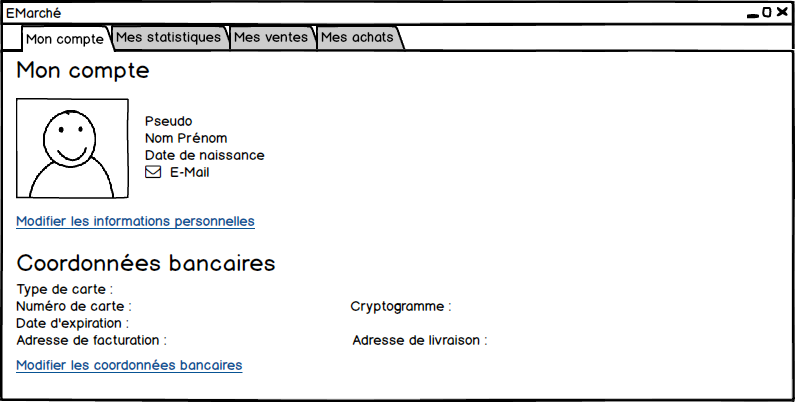 EMarché
Mon compte Mes statistiques Mes ventes Mes achats
Mon compte
Pseudo
Nom Prénom
Date de naissance
E-Mail
Modifier les informations personnelles
Coordonnées bancaires
Type de carte :
Numéro de carte : Cryptogramme :
Date d'expiration :
Adresse de facturation : Adresse de livraison :
Modifier les coordonnées bancaires